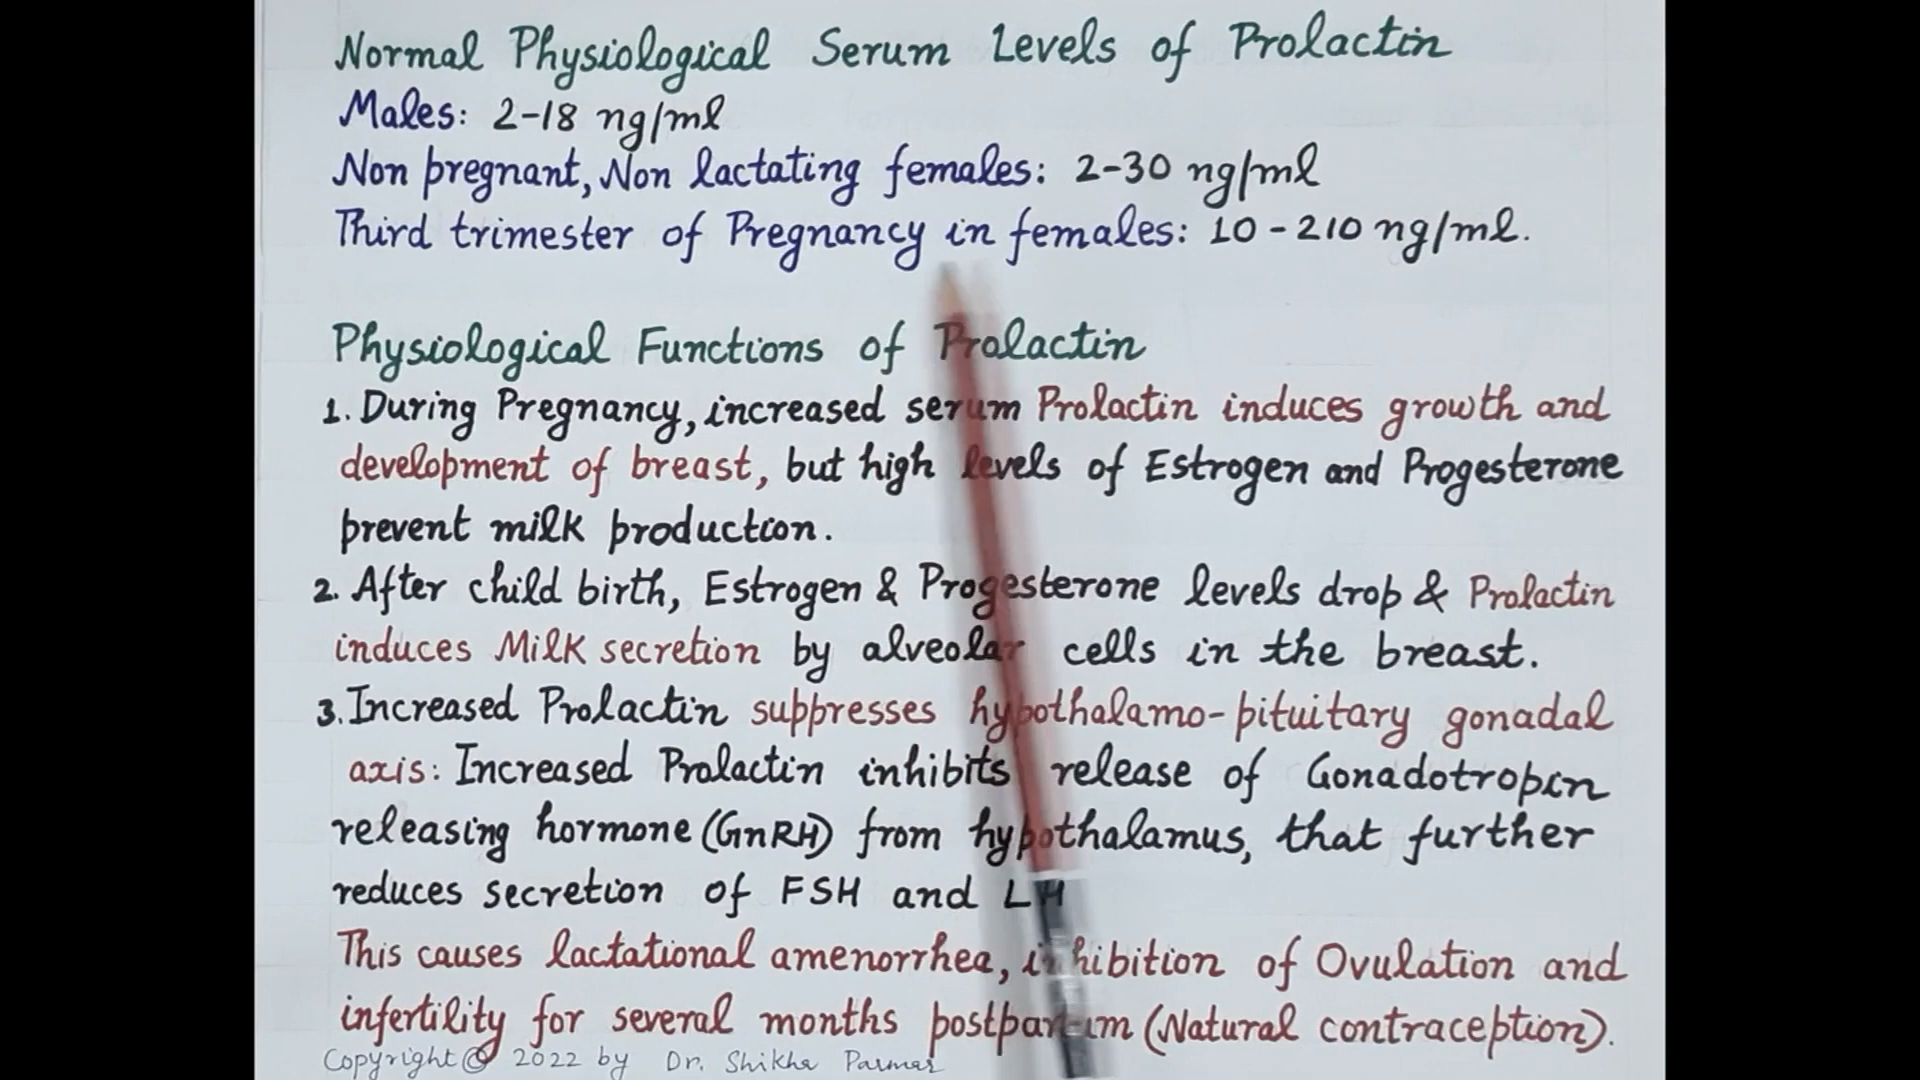 Normal Physiological Serum Levels of Prolactin
Males: 2-18 ng/ml
Non pregnant, Non lactating females: 2-30 ng/ml
Third trimester of Pregnancy in females: 10-210 ng/ml.
Physiological Functions of Prolactin
1. During Pregnancy, increased serum Prolactin induces growth and
development of breast, but high levels of Estrogen and Progesterone
prevent milk production.
2. After child birth, Estrogen & Progesterone levels drop & Prolactin
induces Milk secretion by alveolar cells in the breast.
3. Increased Prolactin suppresses hypothalamo-pituitary gonadal
axis: Increased Prolactin inhibits release of Gonadotropin
releasing hormone (GnRH) from hypothalamus, that further
reduces secretion of FSH and LH
This causes lactational amenorrhea, inhibition of Ovulation and
infertility for several months postpartum (Natural contraception).
Copyright © 2022 by Dr. Shikha Parmar